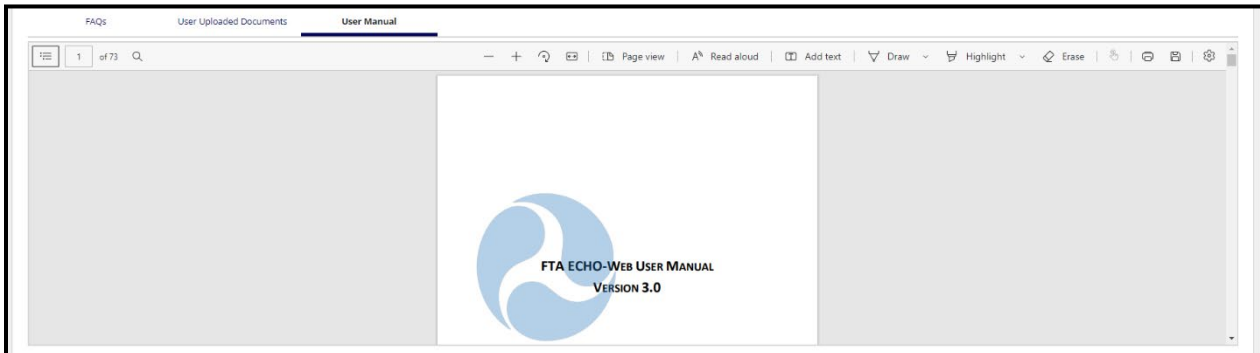 FAQs User Uploaded Documents User Manual
1 of 73 Page view A Read aloud T Add text Draw Highlight Erase
FTA ECHO-WEB USER MANUAL
VERSION 3.0